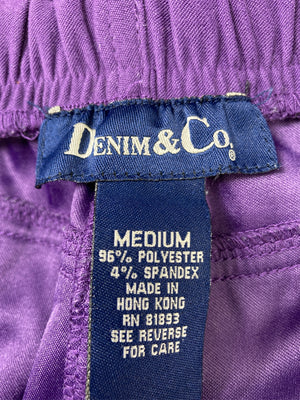 DENIM & CO.®
MEDIUM
96% POLYESTER
4% SPANDEX
MADE IN
HONG KONG
RN 81893
SEE REVERSE
FOR CARE